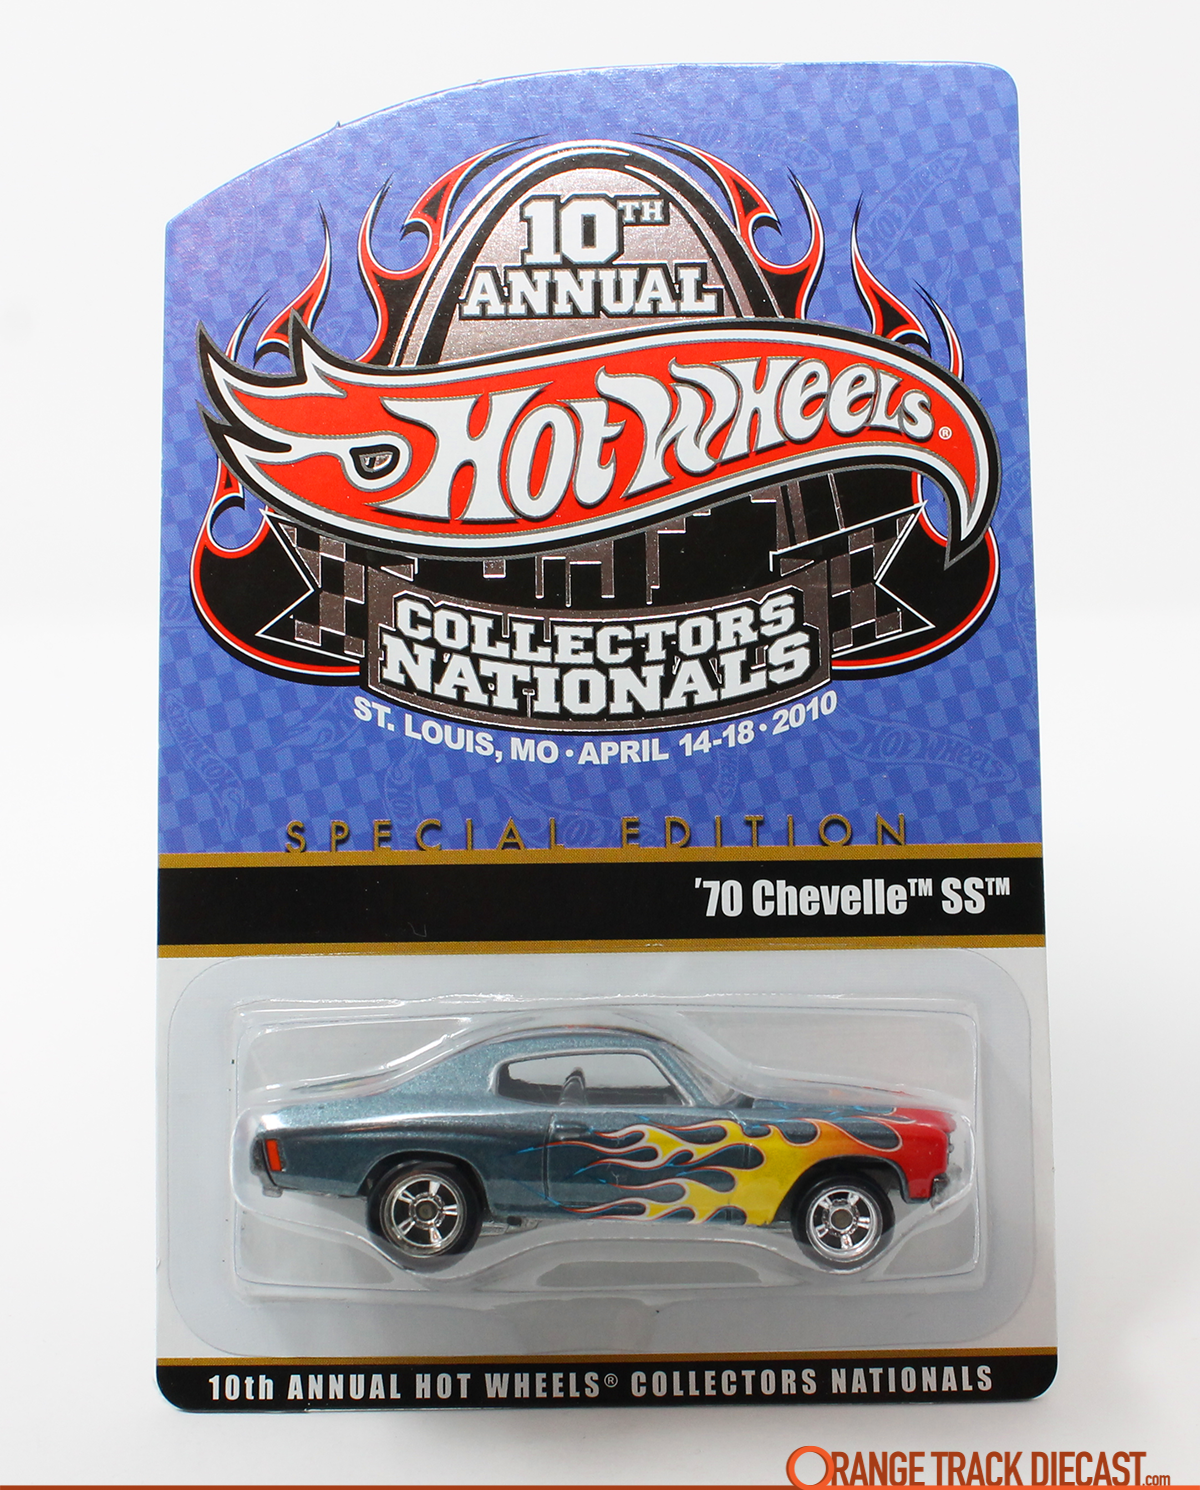 10TH
ANNUAL
HOT WHEELS®
COLLECTORS
NATIONALS
ST. LOUIS, MO • APRIL 14-18 • 2010
SPECIAL EDITION
'70 Chevelle™ SS™
10th ANNUAL HOT WHEELS® COLLECTORS NATIONALS
ORANGE TRACK DIECAST.com